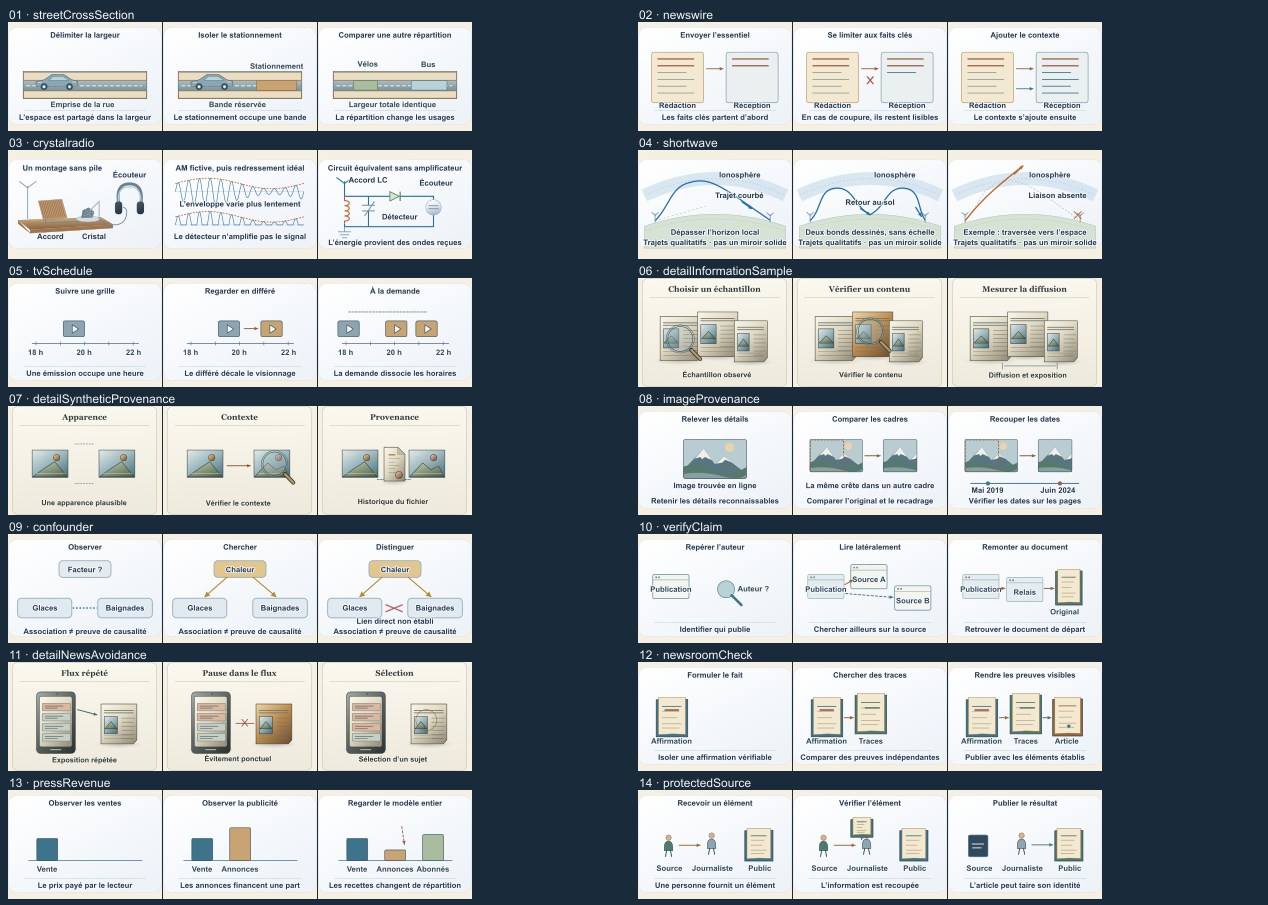 01 · streetCrossSection
Délimiter la largeur
Emprise de la rue
L'espace est partagé dans la largeur
Isoler le stationnement
Stationnement
Bande réservée
Le stationnement occupe une bande
Comparer une autre répartition
Vélos
Bus
Largeur totale identique
La répartition change les usages
02 · newswire
Envoyer l'essentiel
Rédaction
Réception
Les faits clés partent d'abord
Se limiter aux faits clés
Rédaction
Réception
En cas de coupure, ils restent lisibles
Ajouter le contexte
Rédaction
Réception
Le contexte s'ajoute ensuite
03 · crystalradio
Un montage sans pile
Écouteur
Accord
Cristal
AM fictive, puis redressement idéal
L'enveloppe varie plus lentement
Le détecteur n'amplifie pas le signal
Circuit équivalent sans amplificateur
Accord LC
Écouteur
Détecteur
L'énergie provient des ondes reçues
04 · shortwave
Ionosphère
Trajet courbé
Dépasser l'horizon local
Trajets qualitatifs · pas un miroir solide
Ionosphère
Retour au sol
Deux bonds dessinés, sans échelle
Trajets qualitatifs · pas un miroir solide
Ionosphère
Liaison absente
Exemple : traversée vers l'espace
Trajets qualitatifs · pas un miroir solide
05 · tvSchedule
Suivre une grille
18 h
20 h
22 h
Une émission occupe une heure
Regarder en différé
18 h
20 h
22 h
Le différé décale le visionnage
À la demande
18 h
20 h
22 h
La demande dissocie les horaires
06 · detailInformationSample
Choisir un échantillon
Échantillon observé
Vérifier un contenu
Vérifier le contenu
Mesurer la diffusion
Diffusion et exposition
07 · detailSyntheticProvenance
Apparence
Une apparence plausible
Contexte
Vérifier le contexte
Provenance
Historique du fichier
08 · imageProvenance
Relever les détails
Image trouvée en ligne
Retenir les détails reconnaissables
Comparer les cadres
La même crête dans un autre cadre
Comparer l'original et le recadrage
Recouper les dates
Mai 2019
Juin 2024
Vérifier les dates sur les pages
09 · confounder
Observer
Facteur ?
Glaces
Baignades
Association ≠ preuve de causalité
Chercher
Chaleur
Glaces
Baignades
Association ≠ preuve de causalité
Distinguer
Chaleur
Glaces
Baignades
Lien direct non établi
Association ≠ preuve de causalité
10 · verifyClaim
Repérer l'auteur
Publication
Auteur ?
Identifier qui publie
Lire latéralement
Publication
Source A
Source B
Chercher ailleurs sur la source
Remonter au document
Publication
Relais
Original
Retrouver le document de départ
11 · detailNewsAvoidance
Flux répété
Exposition répétée
Pause dans le flux
Évitement ponctuel
Sélection
Sélection d'un sujet
12 · newsroomCheck
Formuler le fait
Affirmation
Isoler une affirmation vérifiable
Chercher des traces
Affirmation
Traces
Comparer des preuves indépendantes
Rendre les preuves visibles
Affirmation
Traces
Article
Publier avec les éléments établis
13 · pressRevenue
Observer les ventes
Vente
Le prix payé par le lecteur
Observer la publicité
Vente
Annonces
Les annonces financent une part
Regarder le modèle entier
Vente
Annonces
Abonnés
Les recettes changent de répartition
14 · protectedSource
Recevoir un élément
Source
Journaliste
Public
Une personne fournit un élément
Vérifier l'élément
Source
Journaliste
Public
L'information est recoupée
Publier le résultat
Source
Journaliste
Public
L'article peut taire son identité